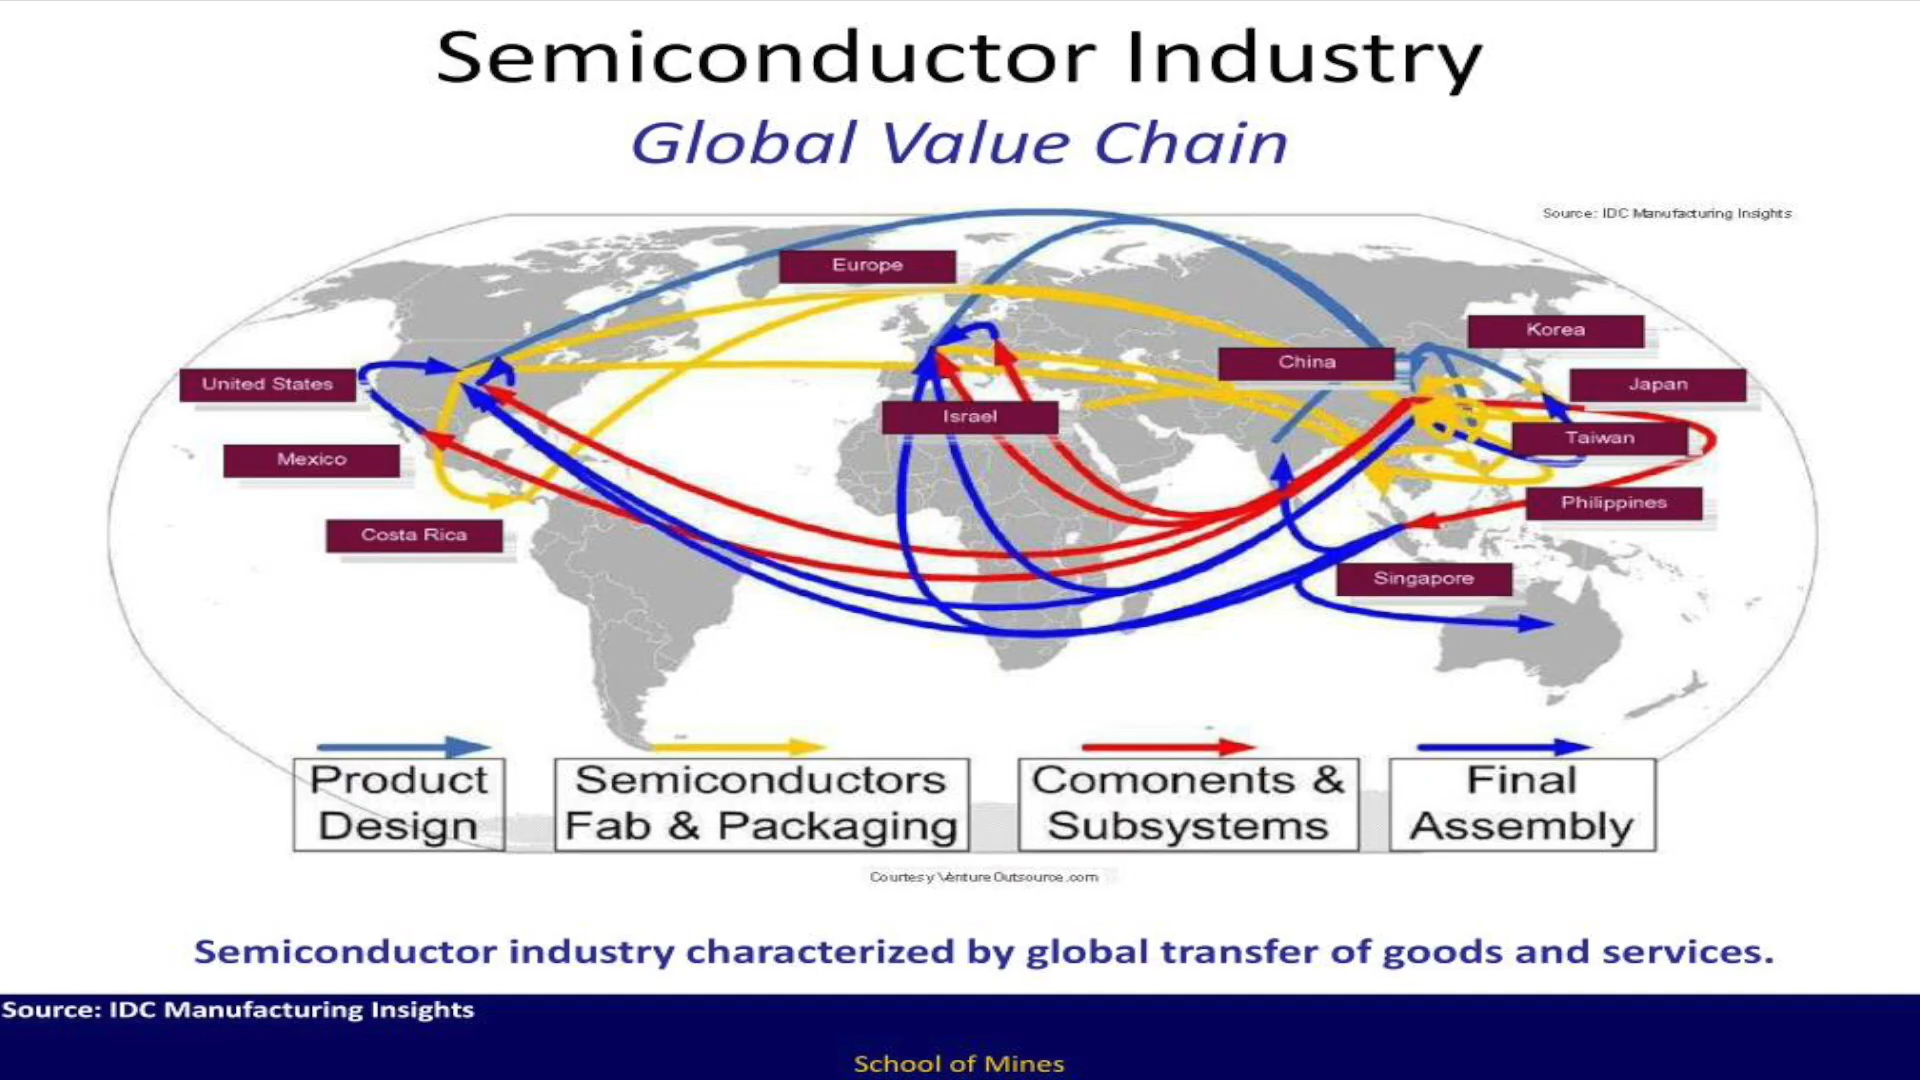 Semiconductor Industry
Global Value Chain
Source: IDC Manufacturing Insights
Europe
Korea
China
United States
Japan
Israel
Taiwan
Mexico
Philippines
Costa Rica
Singapore
Product
Design
Semiconductors
Fab & Packaging
Comonents &
Subsystems
Final
Assembly
Courtesy VentureOutsource.com
Semiconductor industry characterized by global transfer of goods and services.
Source: IDC Manufacturing Insights
School of Mines